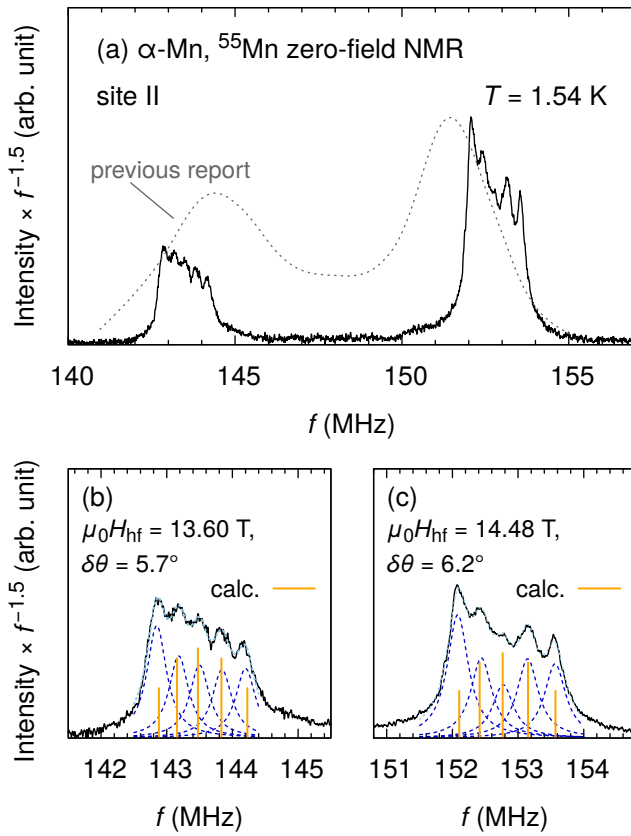 (a) α-Mn, ⁵⁵Mn zero-field NMR
site II
T = 1.54 K
previous report
Intensity × f⁻¹·⁵ (arb. unit)
140 145 150 155
f (MHz)
(b)
μ₀H_hf = 13.60 T,
δθ = 5.7°
calc.
Intensity × f⁻¹·⁵ (arb. unit)
142 143 144 145
f (MHz)
(c)
μ₀H_hf = 14.48 T,
δθ = 6.2°
calc.
151 152 153 154
f (MHz)